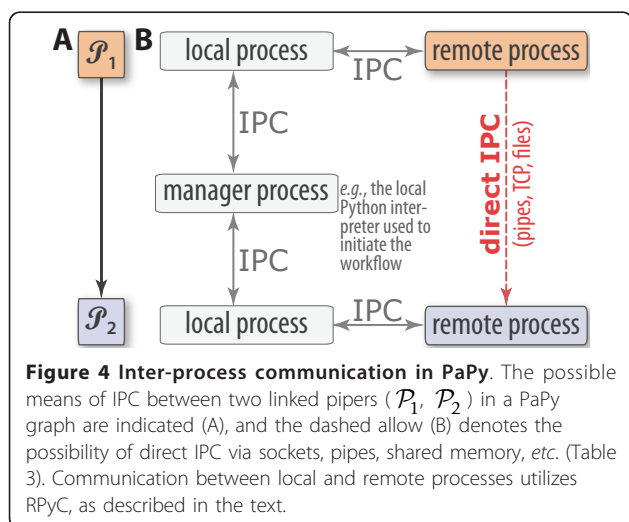 A
B
𝒫1
local process
IPC
remote process
IPC
manager process
e.g., the local
Python inter-
preter used to
initiate the
workflow
direct IPC
(pipes, TCP, files)
IPC
𝒫2
local process
IPC
remote process
Figure 4 Inter-process communication in PaPy. The possible
means of IPC between two linked pipers ( 𝒫1, 𝒫2 ) in a PaPy
graph are indicated (A), and the dashed allow (B) denotes the
possibility of direct IPC via sockets, pipes, shared memory, etc. (Table
3). Communication between local and remote processes utilizes
RPyC, as described in the text.